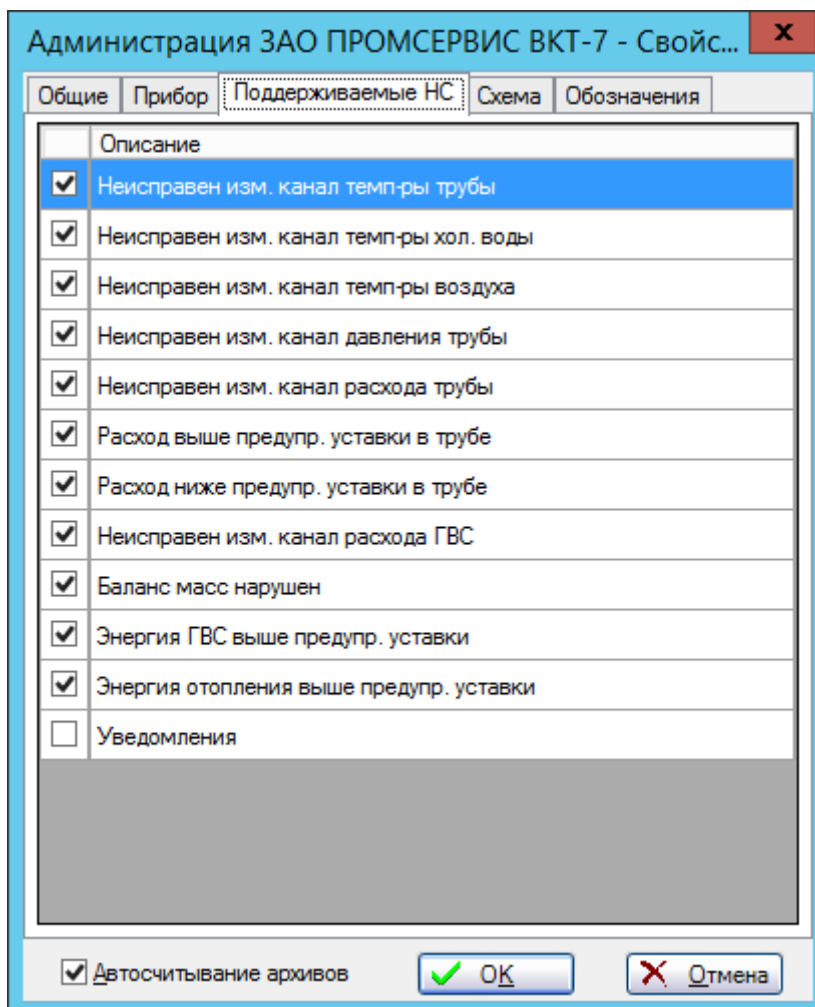 Администрация ЗАО ПРОМСЕРВИС ВКТ-7 - Свойс...
x
Общие Прибор Поддерживаемые НС Схема Обозначения
Описание
Неисправен изм. канал темп-ры трубы
Неисправен изм. канал темп-ры хол. воды
Неисправен изм. канал темп-ры воздуха
Неисправен изм. канал давления трубы
Неисправен изм. канал расхода трубы
Расход выше предупр. уставки в трубе
Расход ниже предупр. уставки в трубе
Неисправен изм. канал расхода ГВС
Баланс масс нарушен
Энергия ГВС выше предупр. уставки
Энергия отопления выше предупр. уставки
Уведомления
Автосчитывание архивов OK Отмена